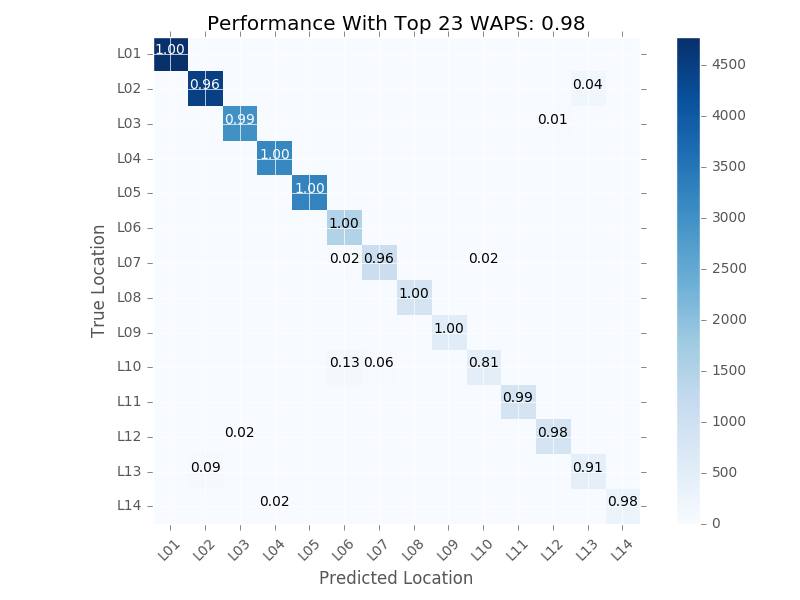 Performance With Top 23 WAPS: 0.98
L01 1.00
L02 0.96 0.04
L03 0.99 0.01
L04 1.00
L05 1.00
L06 1.00
L07 0.02 0.96 0.02
L08 1.00
L09 1.00
L10 0.13 0.06 0.81
L11 0.99
L12 0.02 0.98
L13 0.09 0.91
L14 0.02 0.98
L01 L02 L03 L04 L05 L06 L07 L08 L09 L10 L11 L12 L13 L14
Predicted Location
True Location
4500
4000
3500
3000
2500
2000
1500
1000
500
0